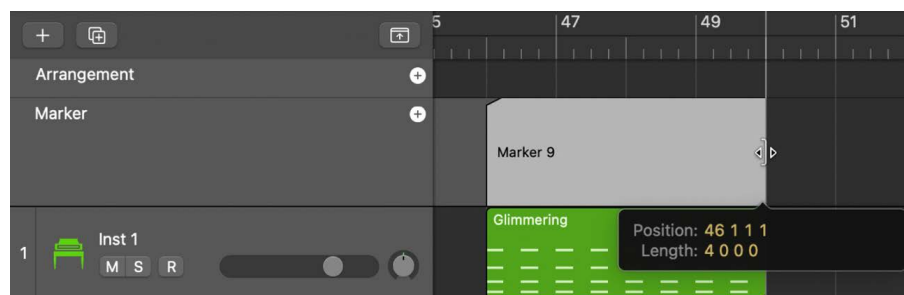 5 47 49 51
Arrangement
Marker
Marker 9
Glimmering
Position: 46 1 1 1
Length: 4 0 0 0
1
Inst 1
M S R